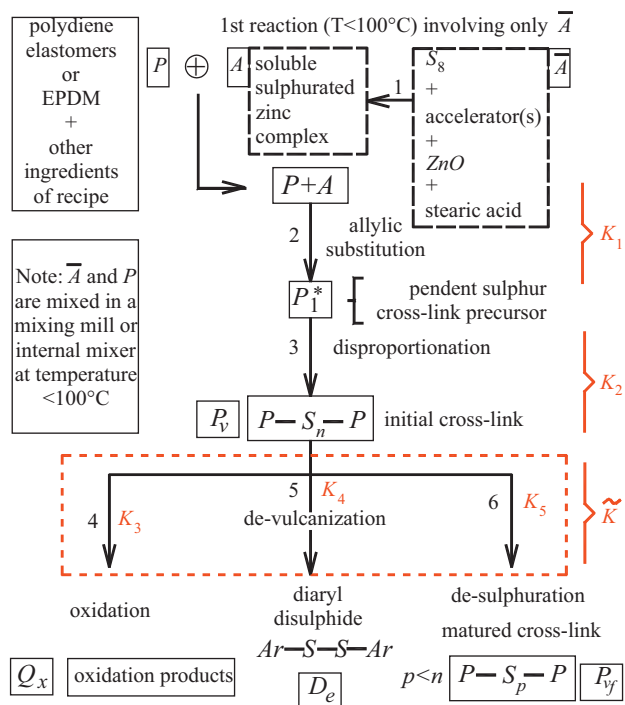 1st reaction (T<100°C) involving only A̅
polydiene
elastomers
or
EPDM
+
other
ingredients
of recipe
P ⊕ A
soluble
sulphurated
zinc
complex
1
A̅
S₈
+
accelerator(s)
+
ZnO
+
stearic acid
P+A
K₁
2 allylic
substitution
Note: A̅ and P
are mixed in a
mixing mill or
internal mixer
at temperature
<100°C
P₁* pendent sulphur
cross-link precursor
3 disproportionation
K₂
Pᵥ P—Sₙ—P initial cross-link
4 K₃
5 K₄
de-vulcanization
6 K₅
K̃
oxidation
diaryl
disulphide
Ar—S—S—Ar
de-sulphuration
matured cross-link
Qₓ oxidation products
Dₑ
p<n P—Sₚ—P P_vf